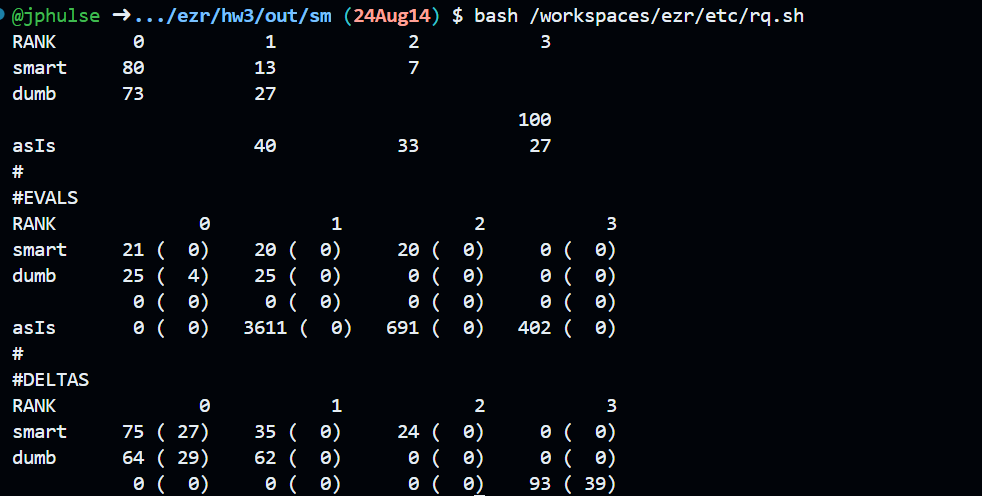 @jphulse ➜.../ezr/hw3/out/sm (24Aug14) $ bash /workspaces/ezr/etc/rq.sh
RANK 0 1 2 3
smart 80 13 7
dumb 73 27
100
asIs 40 33 27
#
#EVALS
RANK 0 1 2 3
smart 21 (  0) 20 (  0) 20 (  0) 0 (  0)
dumb 25 (  4) 25 (  0) 0 (  0) 0 (  0)
0 (  0) 0 (  0) 0 (  0) 0 (  0)
asIs 0 (  0) 3611 (  0) 691 (  0) 402 (  0)
#
#DELTAS
RANK 0 1 2 3
smart 75 ( 27) 35 (  0) 24 (  0) 0 (  0)
dumb 64 ( 29) 62 (  0) 0 (  0) 0 (  0)
0 (  0) 0 (  0) 0 (  0) 93 ( 39)